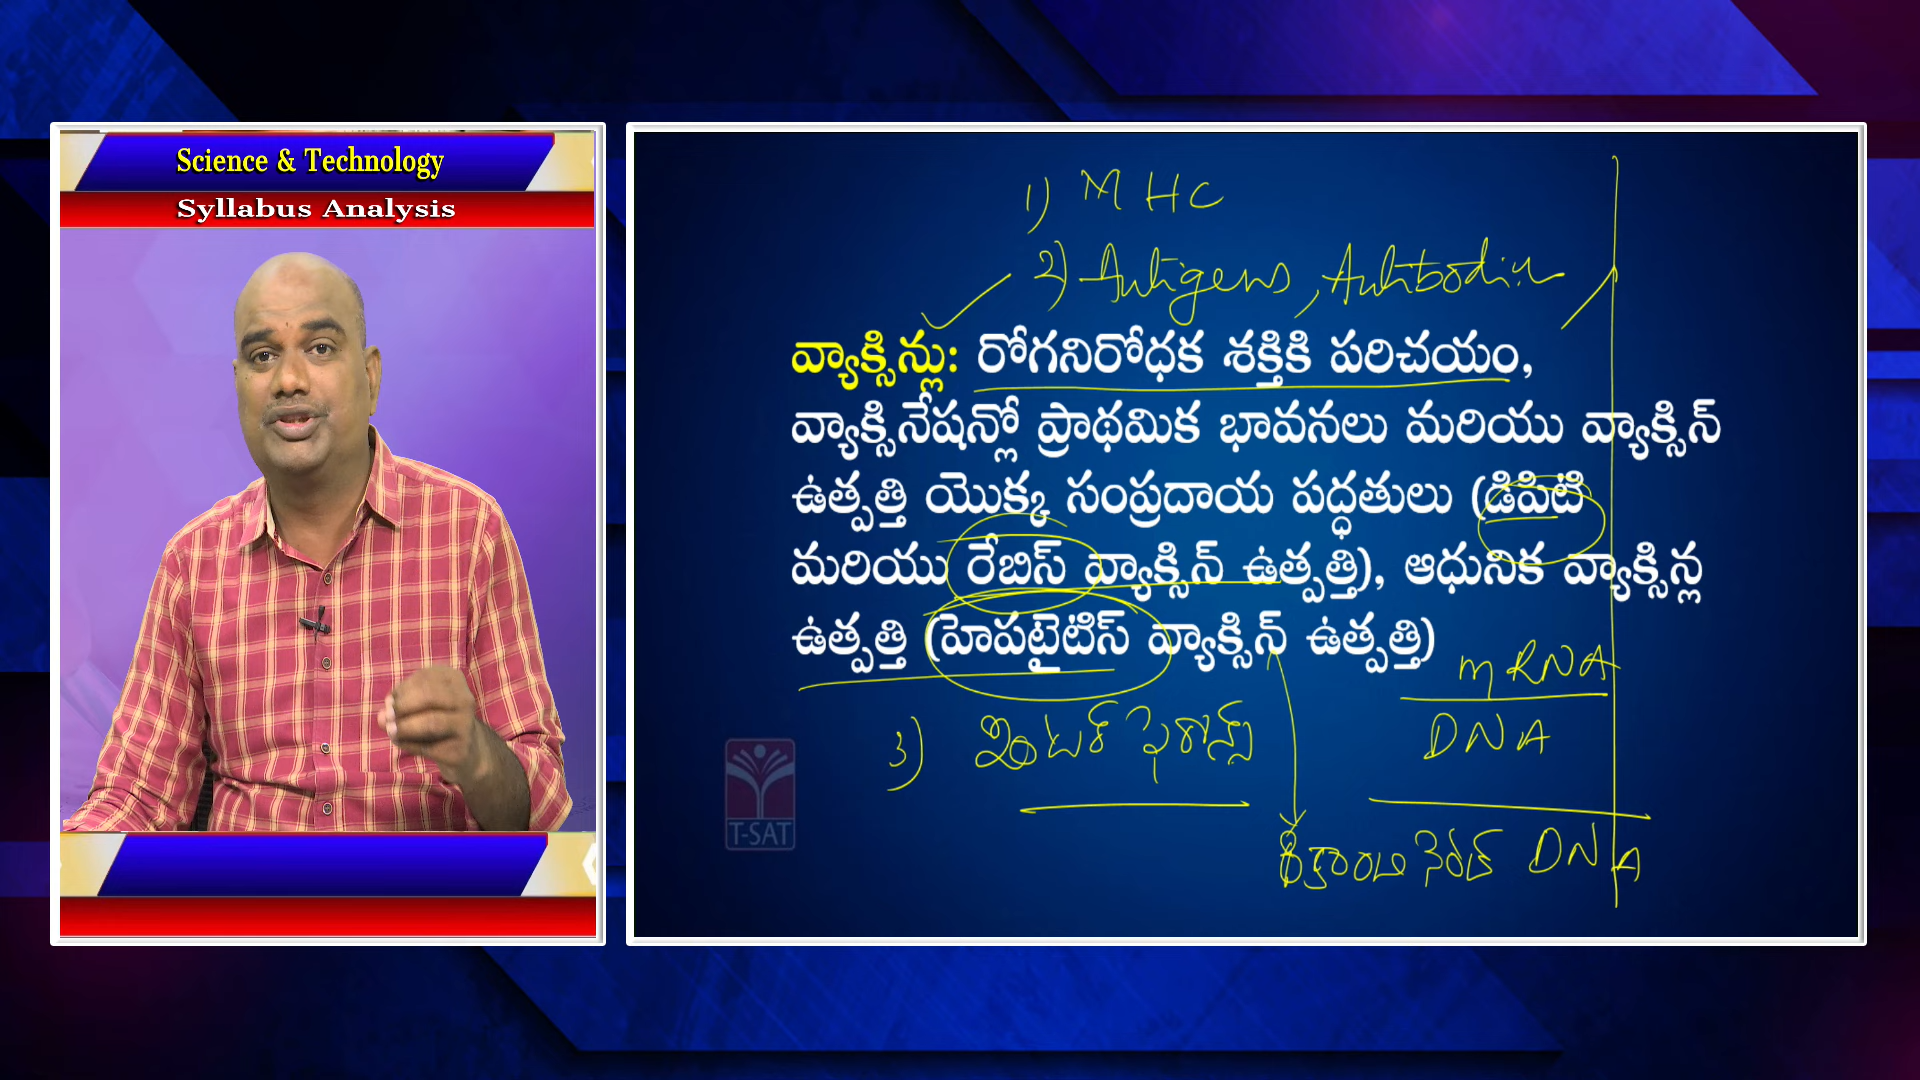 Science & Technology
Syllabus Analysis
1) MHC
2) Antigens, Antibodies
వ్యాక్సిన్లు: రోగనిరోధక శక్తికి పరిచయం,
వ్యాక్సినేషన్లో ప్రాథమిక భావనలు మరియు వ్యాక్సిన్
ఉత్పత్తి యొక్క సంప్రదాయ పద్ధతులు (డిపిటి
మరియు రేబిస్ వ్యాక్సిన్ ఉత్పత్తి), ఆధునిక వ్యాక్సిన్ల
ఉత్పత్తి (హెపటైటిస్ వ్యాక్సిన్ ఉత్పత్తి)
mRNA
DNA
3) ఇంటర్ ఫెరాన్స్
DNA
T-SAT